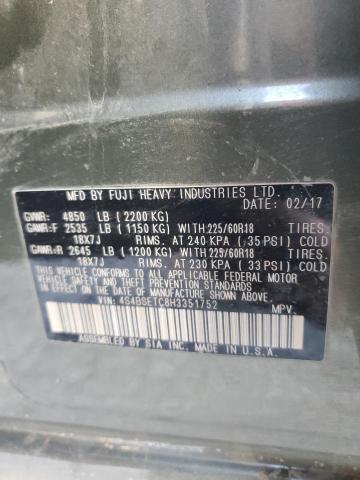 MFD BY FUJI HEAVY INDUSTRIES LTD.
DATE: 02/17
GVWR: 4850 LB (2200 KG)
GAWR:F 2535 LB (1150 KG) WITH:225/60R18 TIRES.
18X7J RIMS. AT 240 KPA (35 PSI) COLD
GAWR:R 2645 LB (1200 KG) WITH 225/60R18 TIRES.
18X7J RIMS. AT 230 KPA (33 PSI) COLD
THIS VEHICLE CONFORMS TO ALL APPLICABLE FEDERAL MOTOR
VEHICLE SAFETY, BUMPER, AND THEFT PREVENTION STANDARDS
IN EFFECT ON THE DATE OF MANUFACTURE SHOWN ABOVE.
VIN: 4S4BSETC8H3351752 MPV
ASSEMBLED BY SIA INC. MADE IN U.S.A.